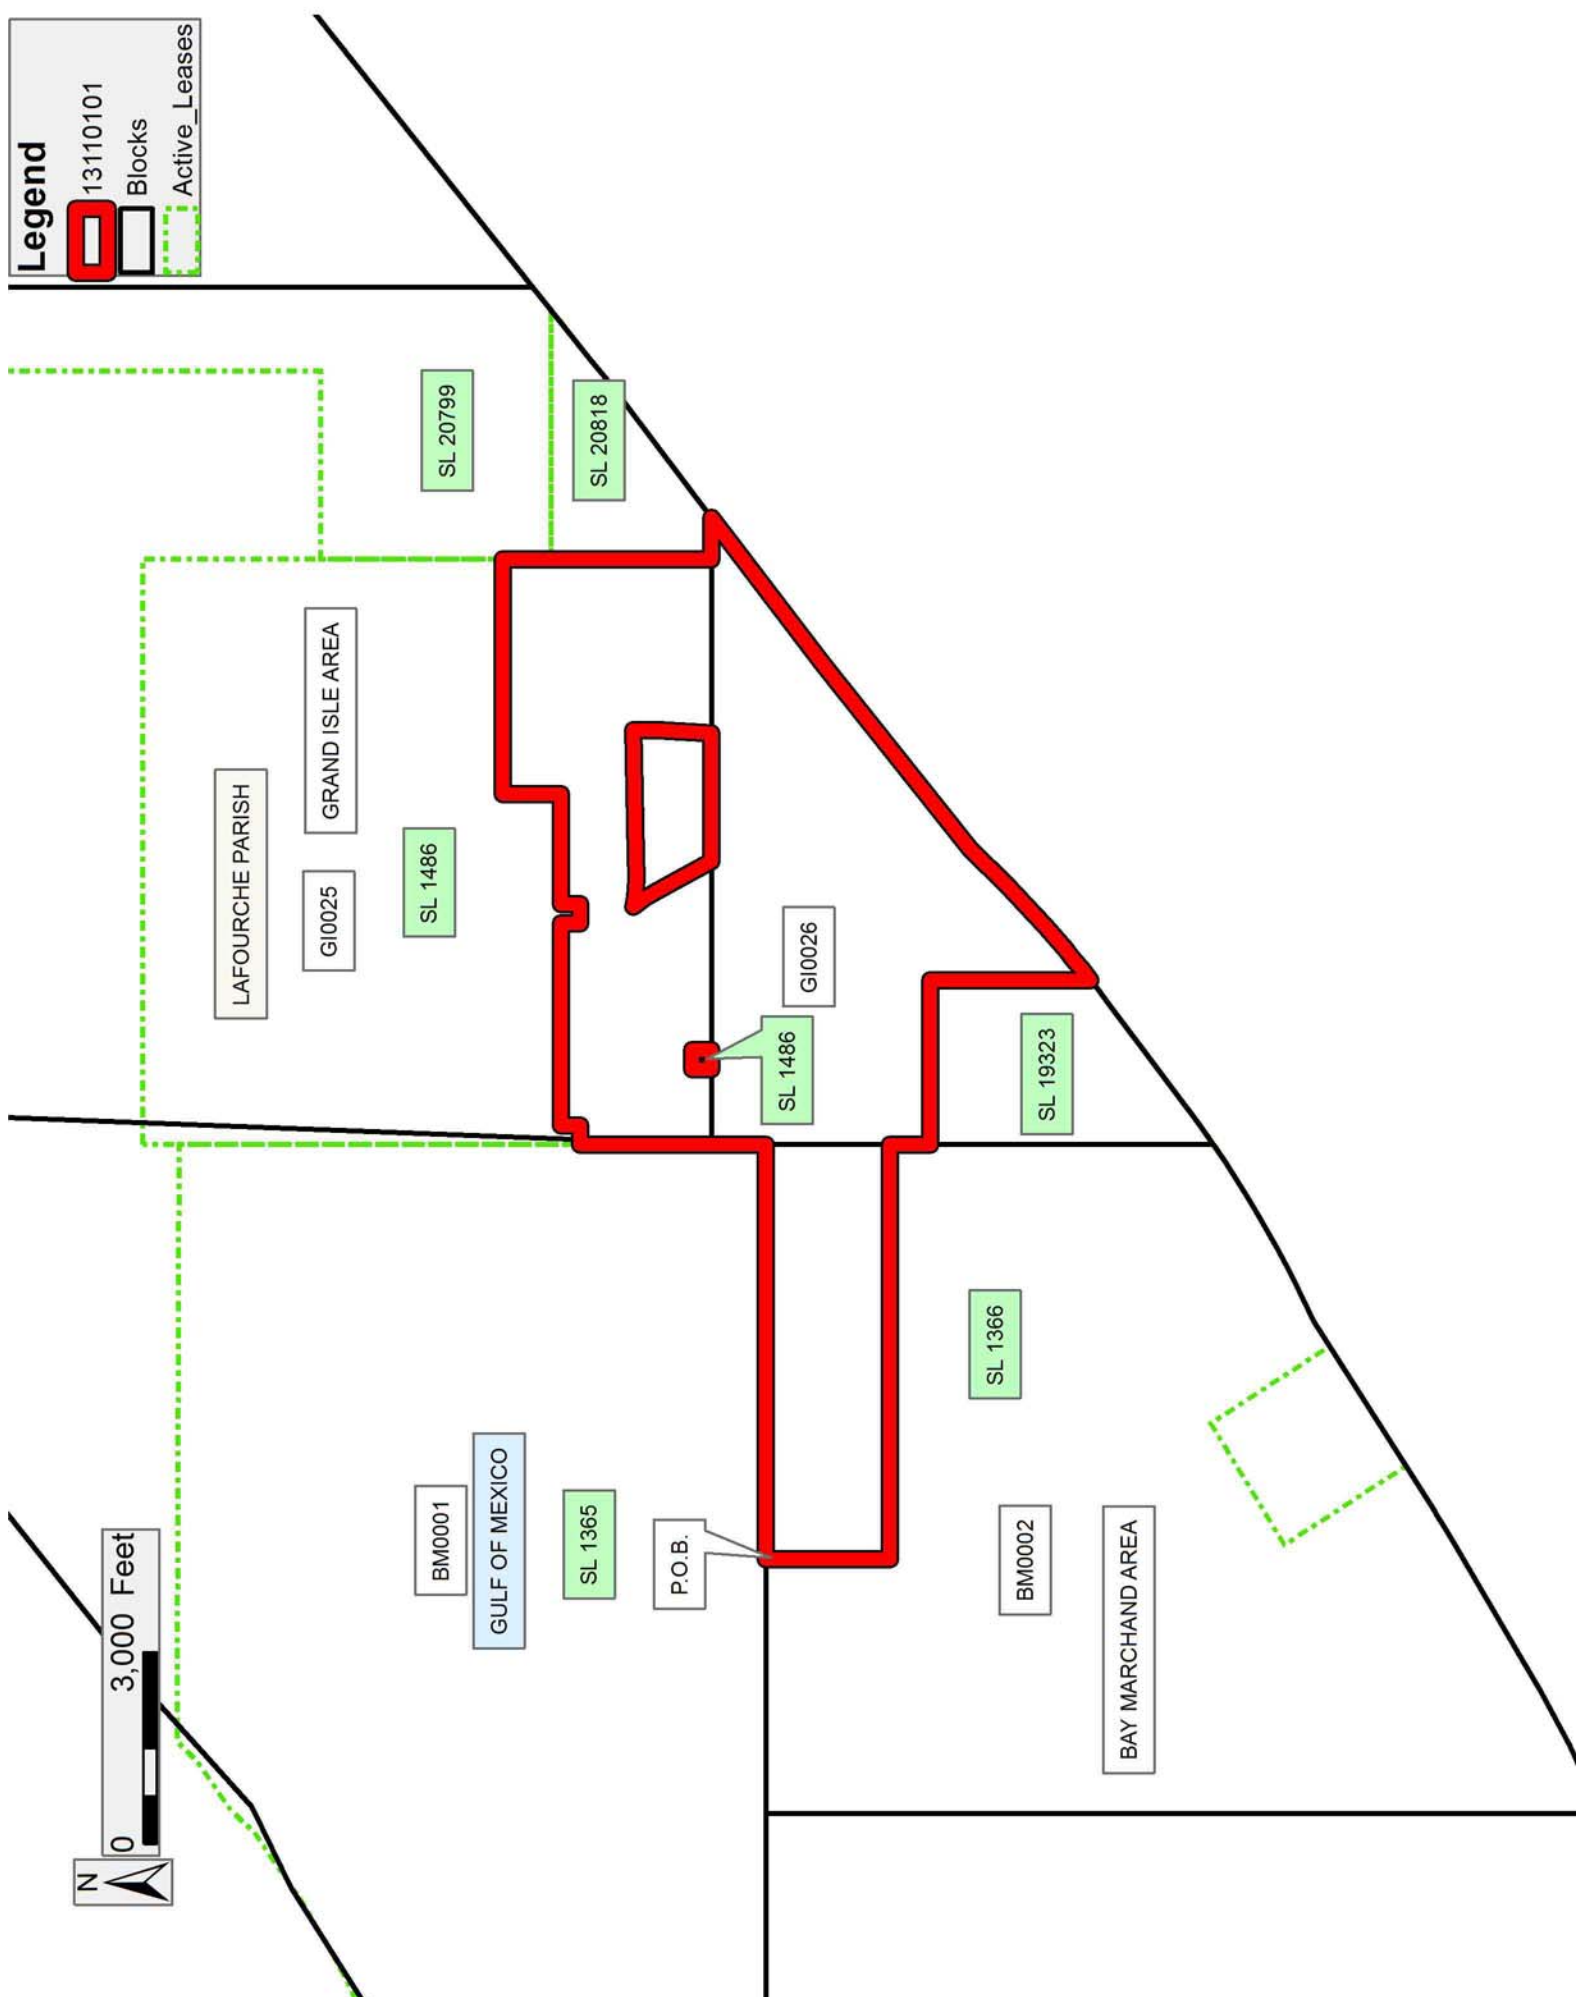 Legend
13110101
Blocks
Active_Leases
N
0 3,000 Feet
LAFOURCHE PARISH
GI0025
GRAND ISLE AREA
SL 1486
SL 20799
SL 20818
BM0001
GULF OF MEXICO
SL 1365
P.O.B.
SL 1486
GI0026
SL 1366
SL 19323
BM0002
BAY MARCHAND AREA